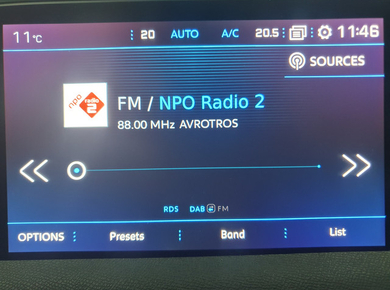 11°C 20 AUTO A/C 20.5 11:46
SOURCES
npo radio 2
FM / NPO Radio 2
88.00 MHz AVROTROS
RDS DAB FM
OPTIONS Presets Band List